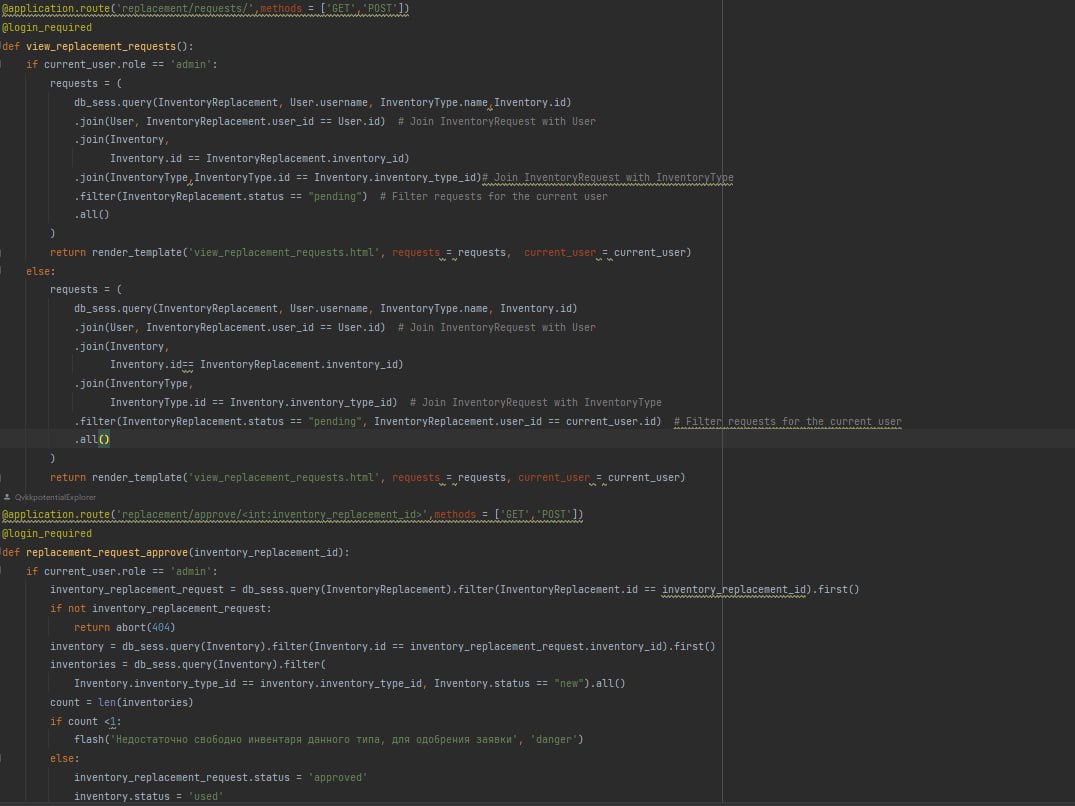 @application.route('replacement/requests/',methods = ['GET','POST'])
@login_required
def view_replacement_requests():
    if current_user.role == 'admin':
        requests = (
            db_sess.query(InventoryReplacement, User.username, InventoryType.name,Inventory.id)
            .join(User, InventoryReplacement.user_id == User.id)  # Join InventoryRequest with User
            .join(Inventory,
                  Inventory.id == InventoryReplacement.inventory_id)
            .join(InventoryType,InventoryType.id == Inventory.inventory_type_id)# Join InventoryRequest with InventoryType
            .filter(InventoryReplacement.status == "pending")  # Filter requests for the current user
            .all()
        )
        return render_template('view_replacement_requests.html', requests = requests,  current_user = current_user)
    else:
        requests = (
            db_sess.query(InventoryReplacement, User.username, InventoryType.name, Inventory.id)
            .join(User, InventoryReplacement.user_id == User.id)  # Join InventoryRequest with User
            .join(Inventory,
                  Inventory.id== InventoryReplacement.inventory_id)
            .join(InventoryType,
                  InventoryType.id == Inventory.inventory_type_id)  # Join InventoryRequest with InventoryType
            .filter(InventoryReplacement.status == "pending", InventoryReplacement.user_id == current_user.id)  # Filter requests for the current user
            .all()
        )
        return render_template('view_replacement_requests.html', requests = requests, current_user = current_user)
QvkkpotentialExplorer
@application.route('replacement/approve/<int:inventory_replacement_id>',methods = ['GET','POST'])
@login_required
def replacement_request_approve(inventory_replacement_id):
    if current_user.role == 'admin':
        inventory_replacement_request = db_sess.query(InventoryReplacement).filter(InventoryReplacement.id == inventory_replacement_id).first()
        if not inventory_replacement_request:
            return abort(404)
        inventory = db_sess.query(Inventory).filter(Inventory.id == inventory_replacement_request.inventory_id).first()
        inventories = db_sess.query(Inventory).filter(
            Inventory.inventory_type_id == inventory.inventory_type_id, Inventory.status == "new").all()
        count = len(inventories)
        if count <1:
            flash('Недостаточно свободно инвентаря данного типа, для одобрения заявки', 'danger')
        else:
            inventory_replacement_request.status = 'approved'
            inventory.status = 'used'